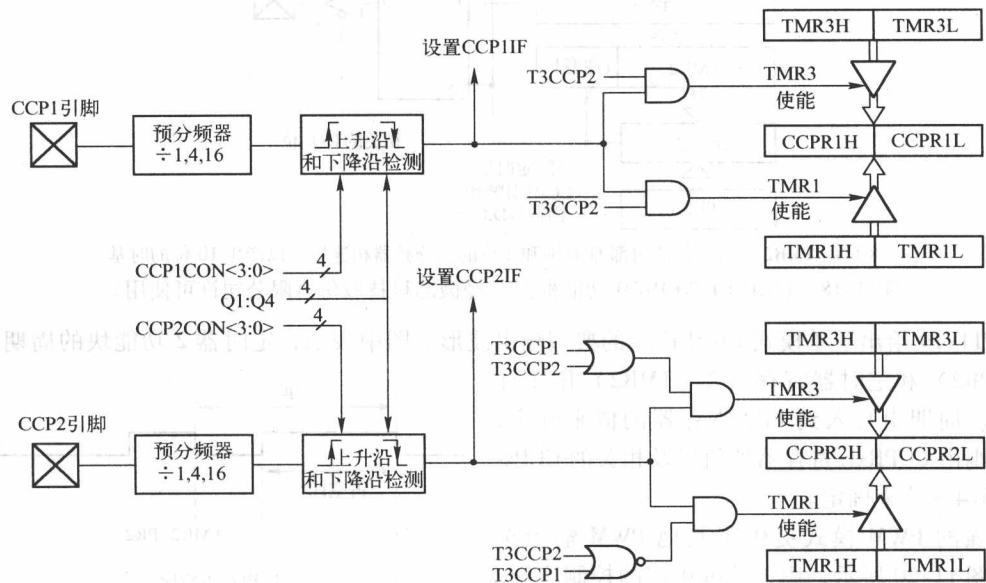 TMR3H TMR3L
设置CCP1IF
T3CCP2
TMR3
使能
CCP1引脚
预分频器
÷1,4,16
上升沿
和下降沿检测
CCPR1H CCPR1L
T3CCP2
TMR1
使能
TMR1H TMR1L
CCP1CON<3:0>
4
Q1:Q4
4
CCP2CON<3:0>
4
设置CCP2IF
TMR3H TMR3L
T3CCP1
T3CCP2
TMR3
使能
CCP2引脚
预分频器
÷1,4,16
上升沿
和下降沿检测
CCPR2H CCPR2L
TMR1
使能
T3CCP2
T3CCP1
TMR1H TMR1L